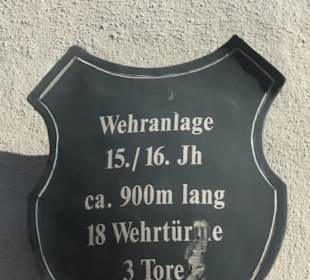 Wehranlage
15./16. Jh
ca. 900m lang
18 Wehrtürme
3 Tore